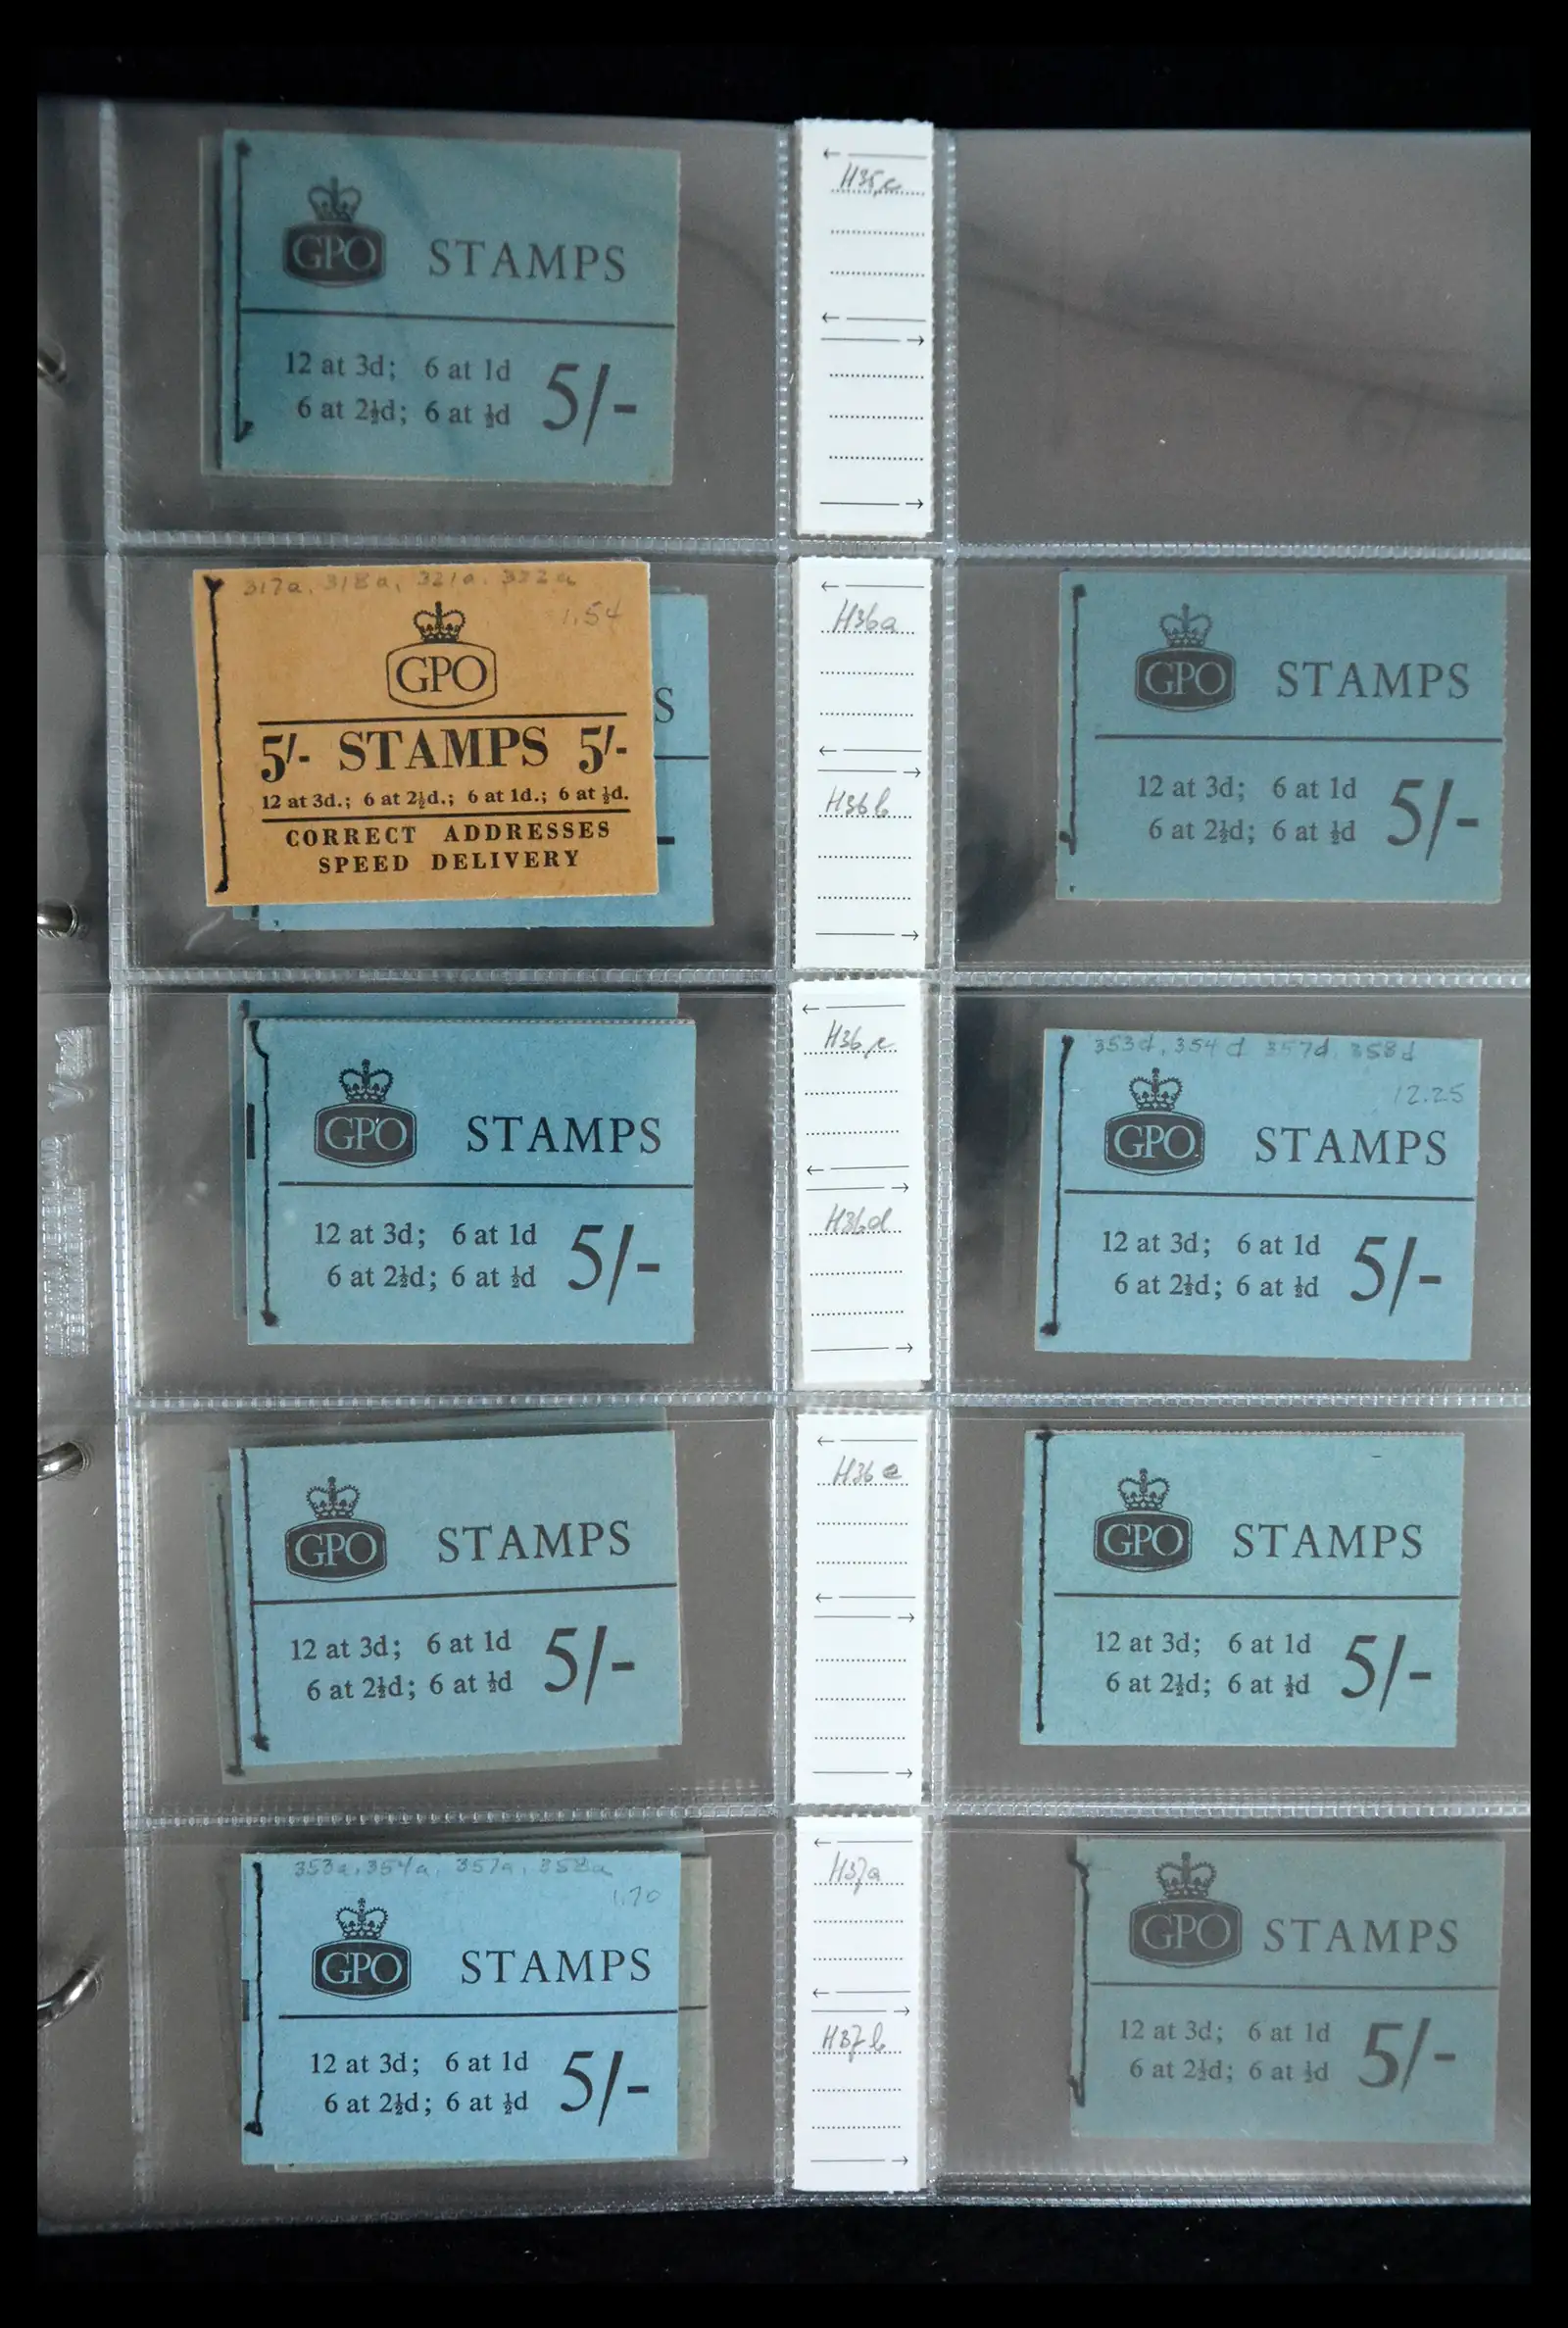 GPO STAMPS
12 at 3d; 6 at 1d
6 at 2½d; 6 at ½d 5/-
H35,c
317a, 318a, 321a, 322a
1.54
GPO
5/- STAMPS 5/-
12 at 3d.; 6 at 2½d.; 6 at 1d.; 6 at ½d.
CORRECT ADDRESSES
SPEED DELIVERY
S
-
H36a
H36b
GPO STAMPS
12 at 3d; 6 at 1d
6 at 2½d; 6 at ½d 5/-
GPO STAMPS
12 at 3d; 6 at 1d
6 at 2½d; 6 at ½d 5/-
H36,c
H36d
353d, 354d 357d, 358d
12.25
GPO STAMPS
12 at 3d; 6 at 1d
6 at 2½d; 6 at ½d 5/-
GPO STAMPS
12 at 3d; 6 at 1d
6 at 2½d; 6 at ½d 5/-
H36e
GPO STAMPS
12 at 3d; 6 at 1d
6 at 2½d; 6 at ½d 5/-
353a, 354a, 357a, 358a
1.70
GPO STAMPS
12 at 3d; 6 at 1d
6 at 2½d; 6 at ½d 5/-
H37a
H37b
GPO STAMPS
12 at 3d; 6 at 1d
6 at 2½d; 6 at ½d 5/-